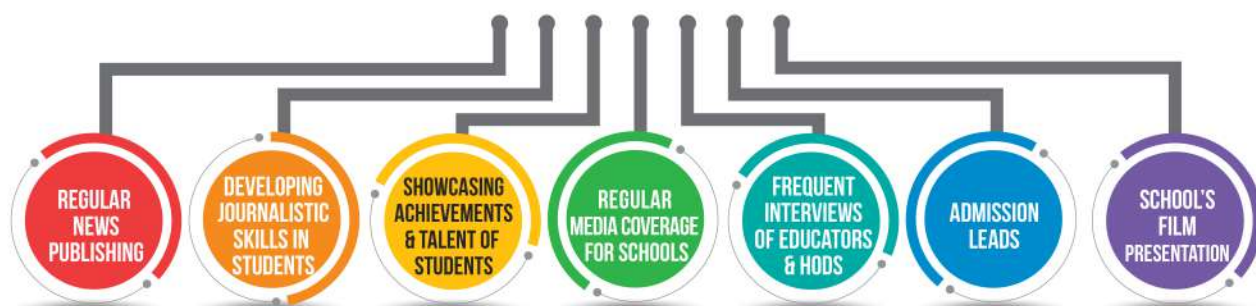 REGULAR
NEWS
PUBLISHING
DEVELOPING
JOURNALISTIC
SKILLS IN
STUDENTS
SHOWCASING
ACHIEVEMENTS
& TALENT OF
STUDENTS
REGULAR
MEDIA COVERAGE
FOR SCHOOLS
FREQUENT
INTERVIEWS
OF EDUCATORS
& HODS
ADMISSION
LEADS
SCHOOL'S
FILM
PRESENTATION